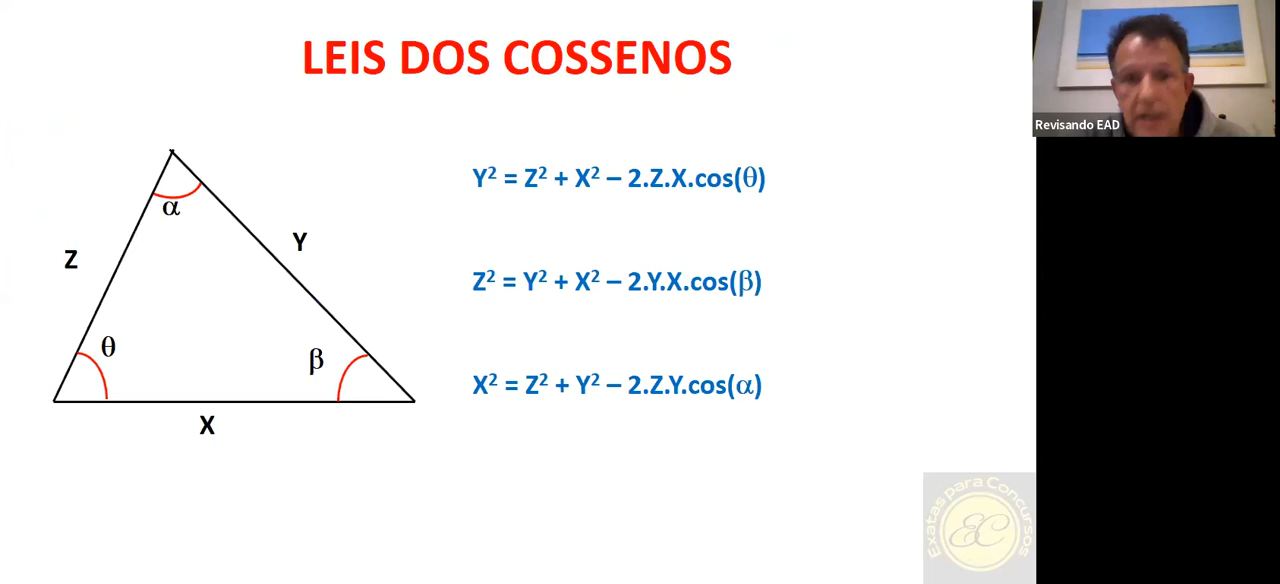 LEIS DOS COSSENOS
Revisando EAD
α
Z
Y
θ
β
X
Y² = Z² + X² – 2.Z.X.cos(θ)
Z² = Y² + X² – 2.Y.X.cos(β)
X² = Z² + Y² – 2.Z.Y.cos(α)
Exatas para Concursos
EC